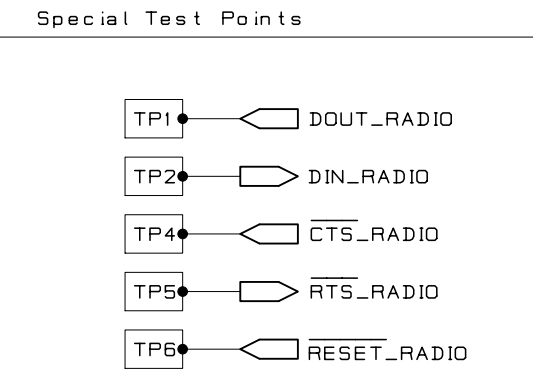 Special Test Points
TP1 DOUT_RADIO
TP2 DIN_RADIO
TP4 CTS_RADIO
TP5 RTS_RADIO
TP6 RESET_RADIO